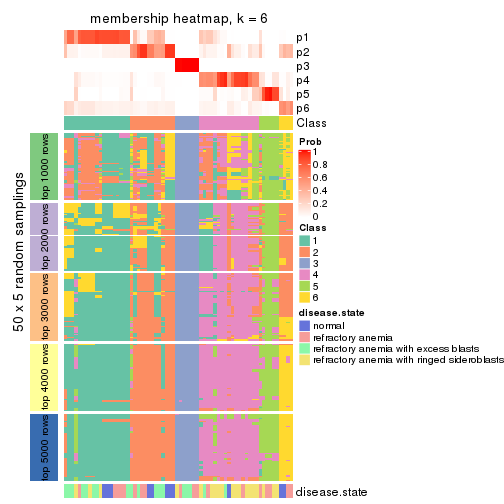 membership heatmap, k = 6
p1
p2
p3
p4
p5
p6
Class
50 x 5 random samplings
top 1000 rows
top 2000 rows
top 3000 rows
top 4000 rows
top 5000 rows
Prob
1
0.8
0.6
0.4
0.2
0
Class
1
2
3
4
5
6
disease.state
normal
refractory anemia
refractory anemia with excess blasts
refractory anemia with ringed sideroblasts
disease.state